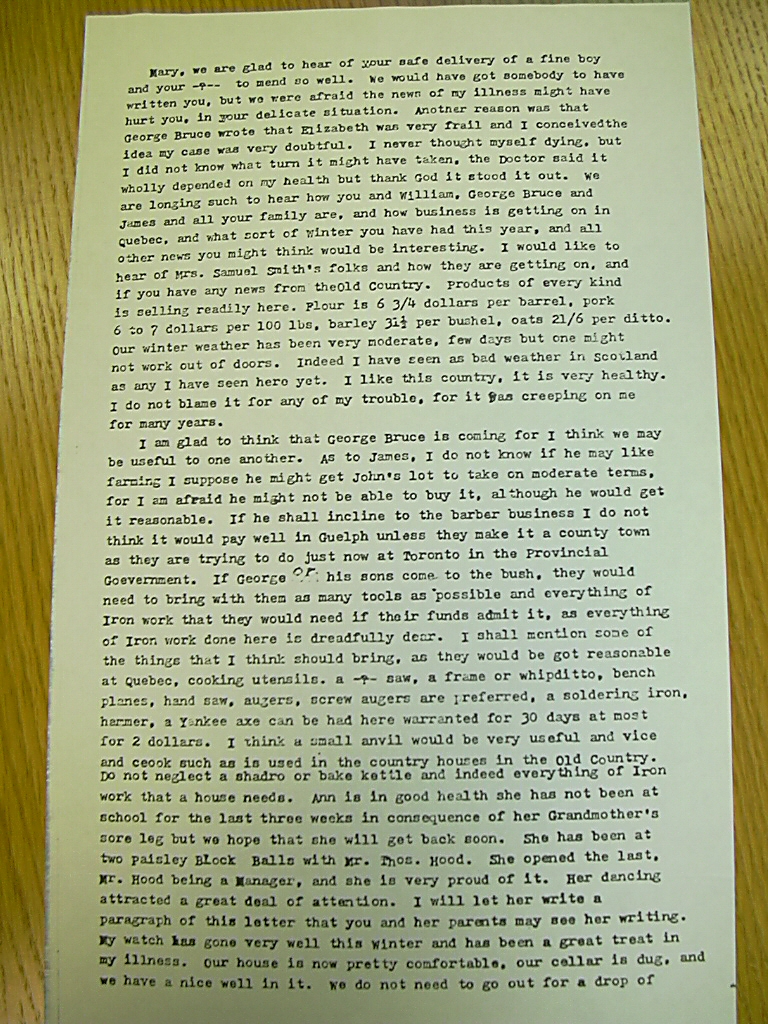 Mary, we are glad to hear of your safe delivery of a fine boy
and your -?-- to mend so well. We would have got somebody to have
written you, but we were afraid the news of my illness might have
hurt you, in your delicate situation. Another reason was that
George Bruce wrote that Elizabeth was very frail and I conceivedthe
idea my case was very doubtful. I never thought myself dying, but
I did not know what turn it might have taken, the Doctor said it
wholly depended on my health but thank God it stood it out. We
are longing such to hear how you and William, George Bruce and
James and all your family are, and how business is getting on in
Quebec, and what sort of Winter you have had this year, and all
other news you might think would be interesting. I would like to
hear of Mrs. Samuel Smith's folks and how they are getting on, and
if you have any news from theOld Country. Products of every kind
is selling readily here. Flour is 6 3/4 dollars per barrel, pork
6 to 7 dollars per 100 lbs, barley 31½ per bushel, oats 21/6 per ditto.
Our winter weather has been very moderate, few days but one might
not work out of doors. Indeed I have seen as bad weather in Scotland
as any I have seen here yet. I like this country, it is very healthy.
I do not blame it for any of my trouble, for it was creeping on me
for many years.
I am glad to think that George Bruce is coming for I think we may
be useful to one another. As to James, I do not know if he may like
farming I suppose he might get John's lot to take on moderate terms,
for I am afraid he might not be able to buy it, although he would get
it reasonable. If he shall incline to the barber business I do not
think it would pay well in Guelph unless they make it a county town
as they are trying to do just now at Toronto in the Provincial
Goevernment. If George or his sons come to the bush, they would
need to bring with them as many tools as possible and everything of
Iron work that they would need if their funds admit it, as everything
of Iron work done here is dreadfully dear. I shall mention some of
the things that I think should bring, as they would be got reasonable
at Quebec, cooking utensils. a -?- saw, a frame or whipditto, bench
planes, hand saw, augers, screw augers are preferred, a soldering iron,
hammer, a Yankee axe can be had here warranted for 30 days at most
for 2 dollars. I think a small anvil would be very useful and vice
and ceook such as is used in the country houses in the Old Country.
Do not neglect a shadro or bake kettle and indeed everything of Iron
work that a house needs. Ann is in good health she has not been at
school for the last three weeks in consequence of her Grandmother's
sore leg but we hope that she will get back soon. She has been at
two Paisley BLock Balls with Mr. Thos. Hood. She opened the last,
Mr. Hood being a Manager, and she is very proud of it. Her dancing
attracted a great deal of attention. I will let her write a
paragraph of this letter that you and her parents may see her writing.
My watch has gone very well this Winter and has been a great treat in
my illness. Our house is now pretty comfortable, our cellar is dug, and
we have a nice well in it. We do not need to go out for a drop of